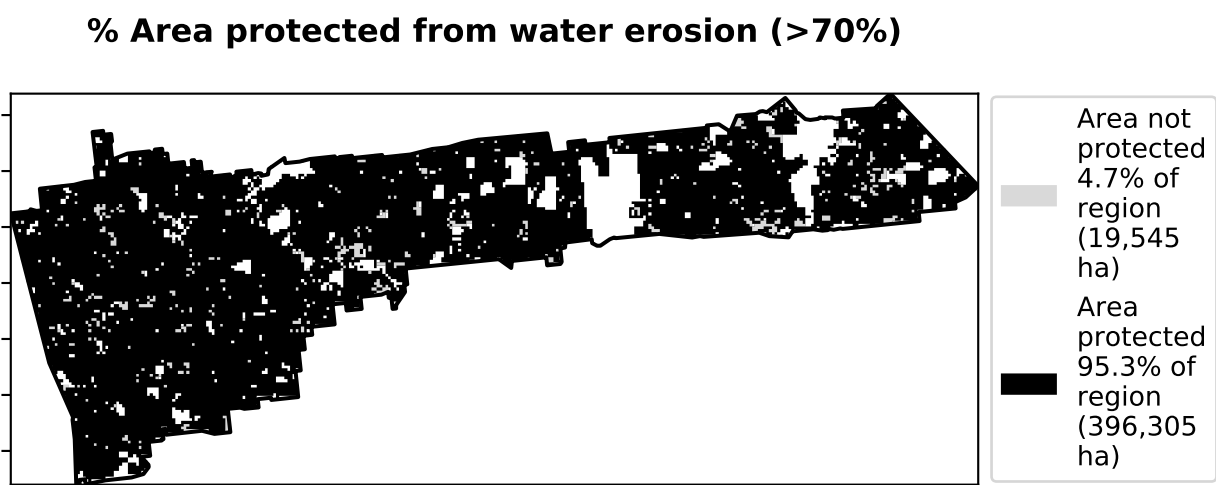 % Area protected from water erosion (>70%)
Area not
protected
4.7% of
region
(19,545
ha)
Area
protected
95.3% of
region
(396,305
ha)